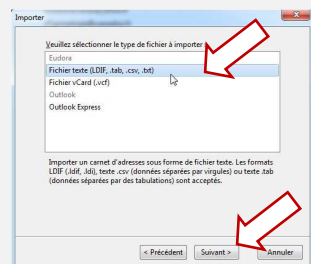 Importer
Veuillez sélectionner le type de fichier à importer
Eudora
Fichier texte (LDIF, .tab, .csv, .txt)
Fichier vCard (.vcf)
Outlook
Outlook Express
Importer un carnet d'adresses sous forme de fichier texte. Les formats
LDIF (.ldif, .ldi), texte .csv (données séparées par virgules) ou texte .tab
(données séparées par des tabulations) sont acceptés.
< Précédent Suivant > Annuler